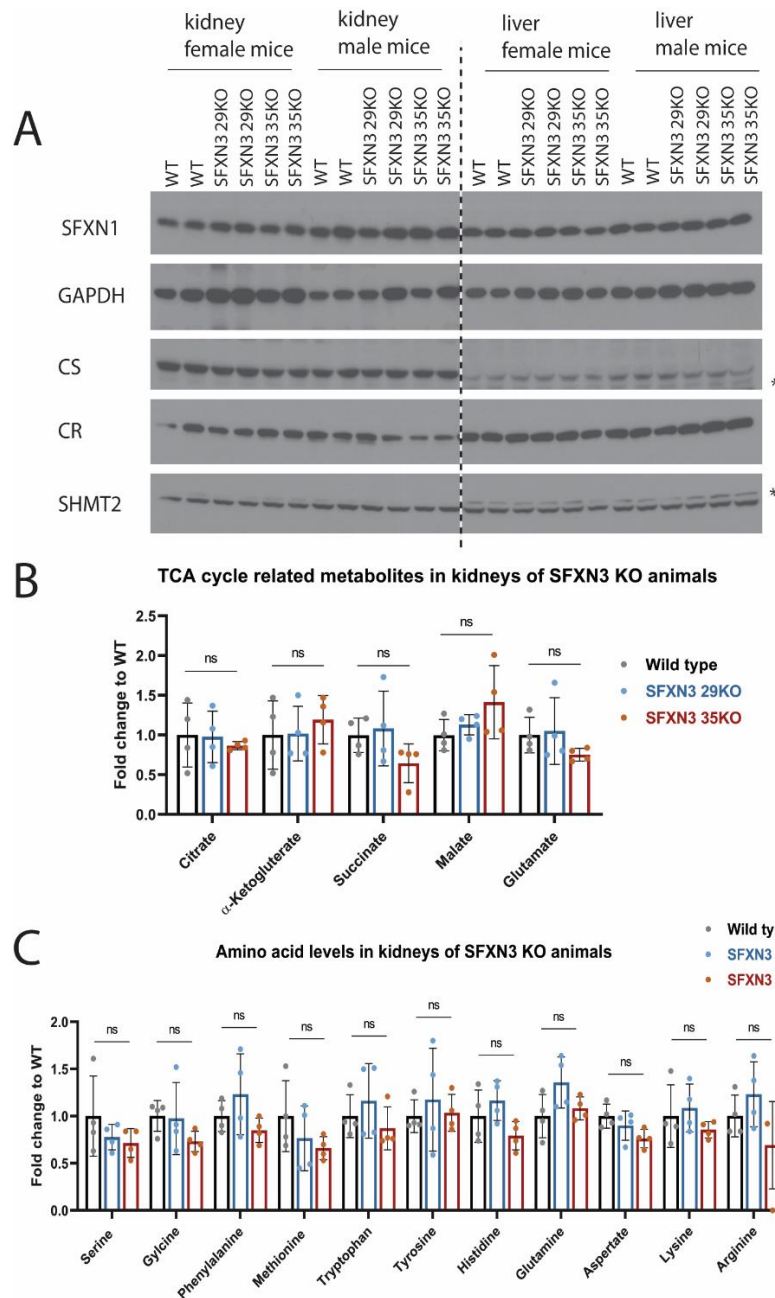 kidney
female mice
kidney
male mice
liver
female mice
liver
male mice
A
WT
WT
SFXN3 29KO
SFXN3 29KO
SFXN3 35KO
SFXN3 35KO
WT
WT
SFXN3 29KO
SFXN3 29KO
SFXN3 35KO
SFXN3 35KO
WT
WT
SFXN3 29KO
SFXN3 29KO
SFXN3 35KO
SFXN3 35KO
WT
WT
SFXN3 29KO
SFXN3 29KO
SFXN3 35KO
SFXN3 35KO
SFXN1
GAPDH
CS
*
CR
SHMT2
*
B
TCA cycle related metabolites in kidneys of SFXN3 KO animals
Fold change to WT
2.5
2.0
1.5
1.0
0.5
0.0
ns
ns
ns
ns
ns
Wild type
SFXN3 29KO
SFXN3 35KO
Citrate
α-Ketogluterate
Succinate
Malate
Glutamate
C
Amino acid levels in kidneys of SFXN3 KO animals
Wild ty
SFXN3
SFXN3
Fold change to WT
2.0
1.5
1.0
0.5
0.0
ns
ns
ns
ns
ns
ns
ns
ns
ns
ns
ns
Serine
Gylcine
Phenylalanine
Methionine
Tryptophan
Tyrosine
Histidine
Glutamine
Aspertate
Lysine
Arginine